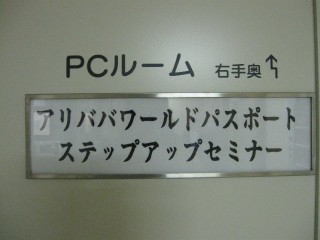 PCルーム 右手奥↰
アリババワールドパスポート
ステップアップセミナー